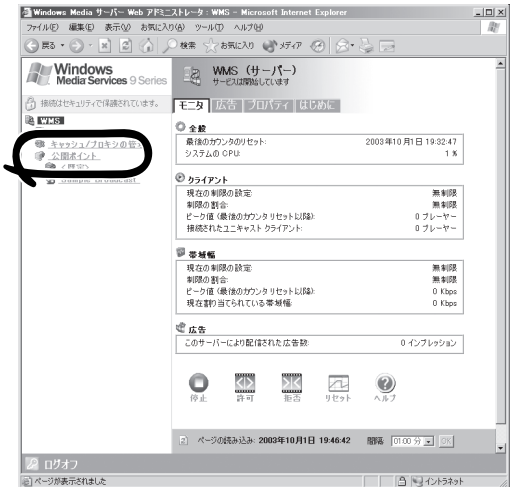 Windows Media サーバー Web アドミニストレータ : WMS - Microsoft Internet Explorer
ファイル(F) 編集(E) 表示(V) お気に入り(A) ツール(T) ヘルプ(H)
戻る 検索 お気に入り メディア
Windows
Media Services 9 Series
接続はセキュリティで保護されています。
WMS
キャッシュ/プロキシの管
公開ポイント
<既定>
Sample Broadcast
WMS (サーバー)
サービスは開始しています
モニタ 広告 プロパティ はじめに
全般
最後のカウンタのリセット: 2003年10月1日 19:32:47
システムの CPU: 1 %
クライアント
現在の制限の設定: 無制限
制限の割合: 無制限
ピーク値 (最後のカウンタ リセット以降): 0 プレーヤー
接続されたユニキャスト クライアント: 0 プレーヤー
帯域幅
現在の制限の設定: 無制限
制限の割合: 無制限
ピーク値 (最後のカウンタ リセット以降): 0 Kbps
現在割り当てられている帯域幅: 0 Kbps
広告
このサーバーにより配信された広告数: 0 インプレッション
停止 許可 拒否 リセット ヘルプ
ページの読み込み: 2003年10月1日 19:46:42 間隔: 01:00 分 OK
ログオフ
ページが表示されました イントラネット